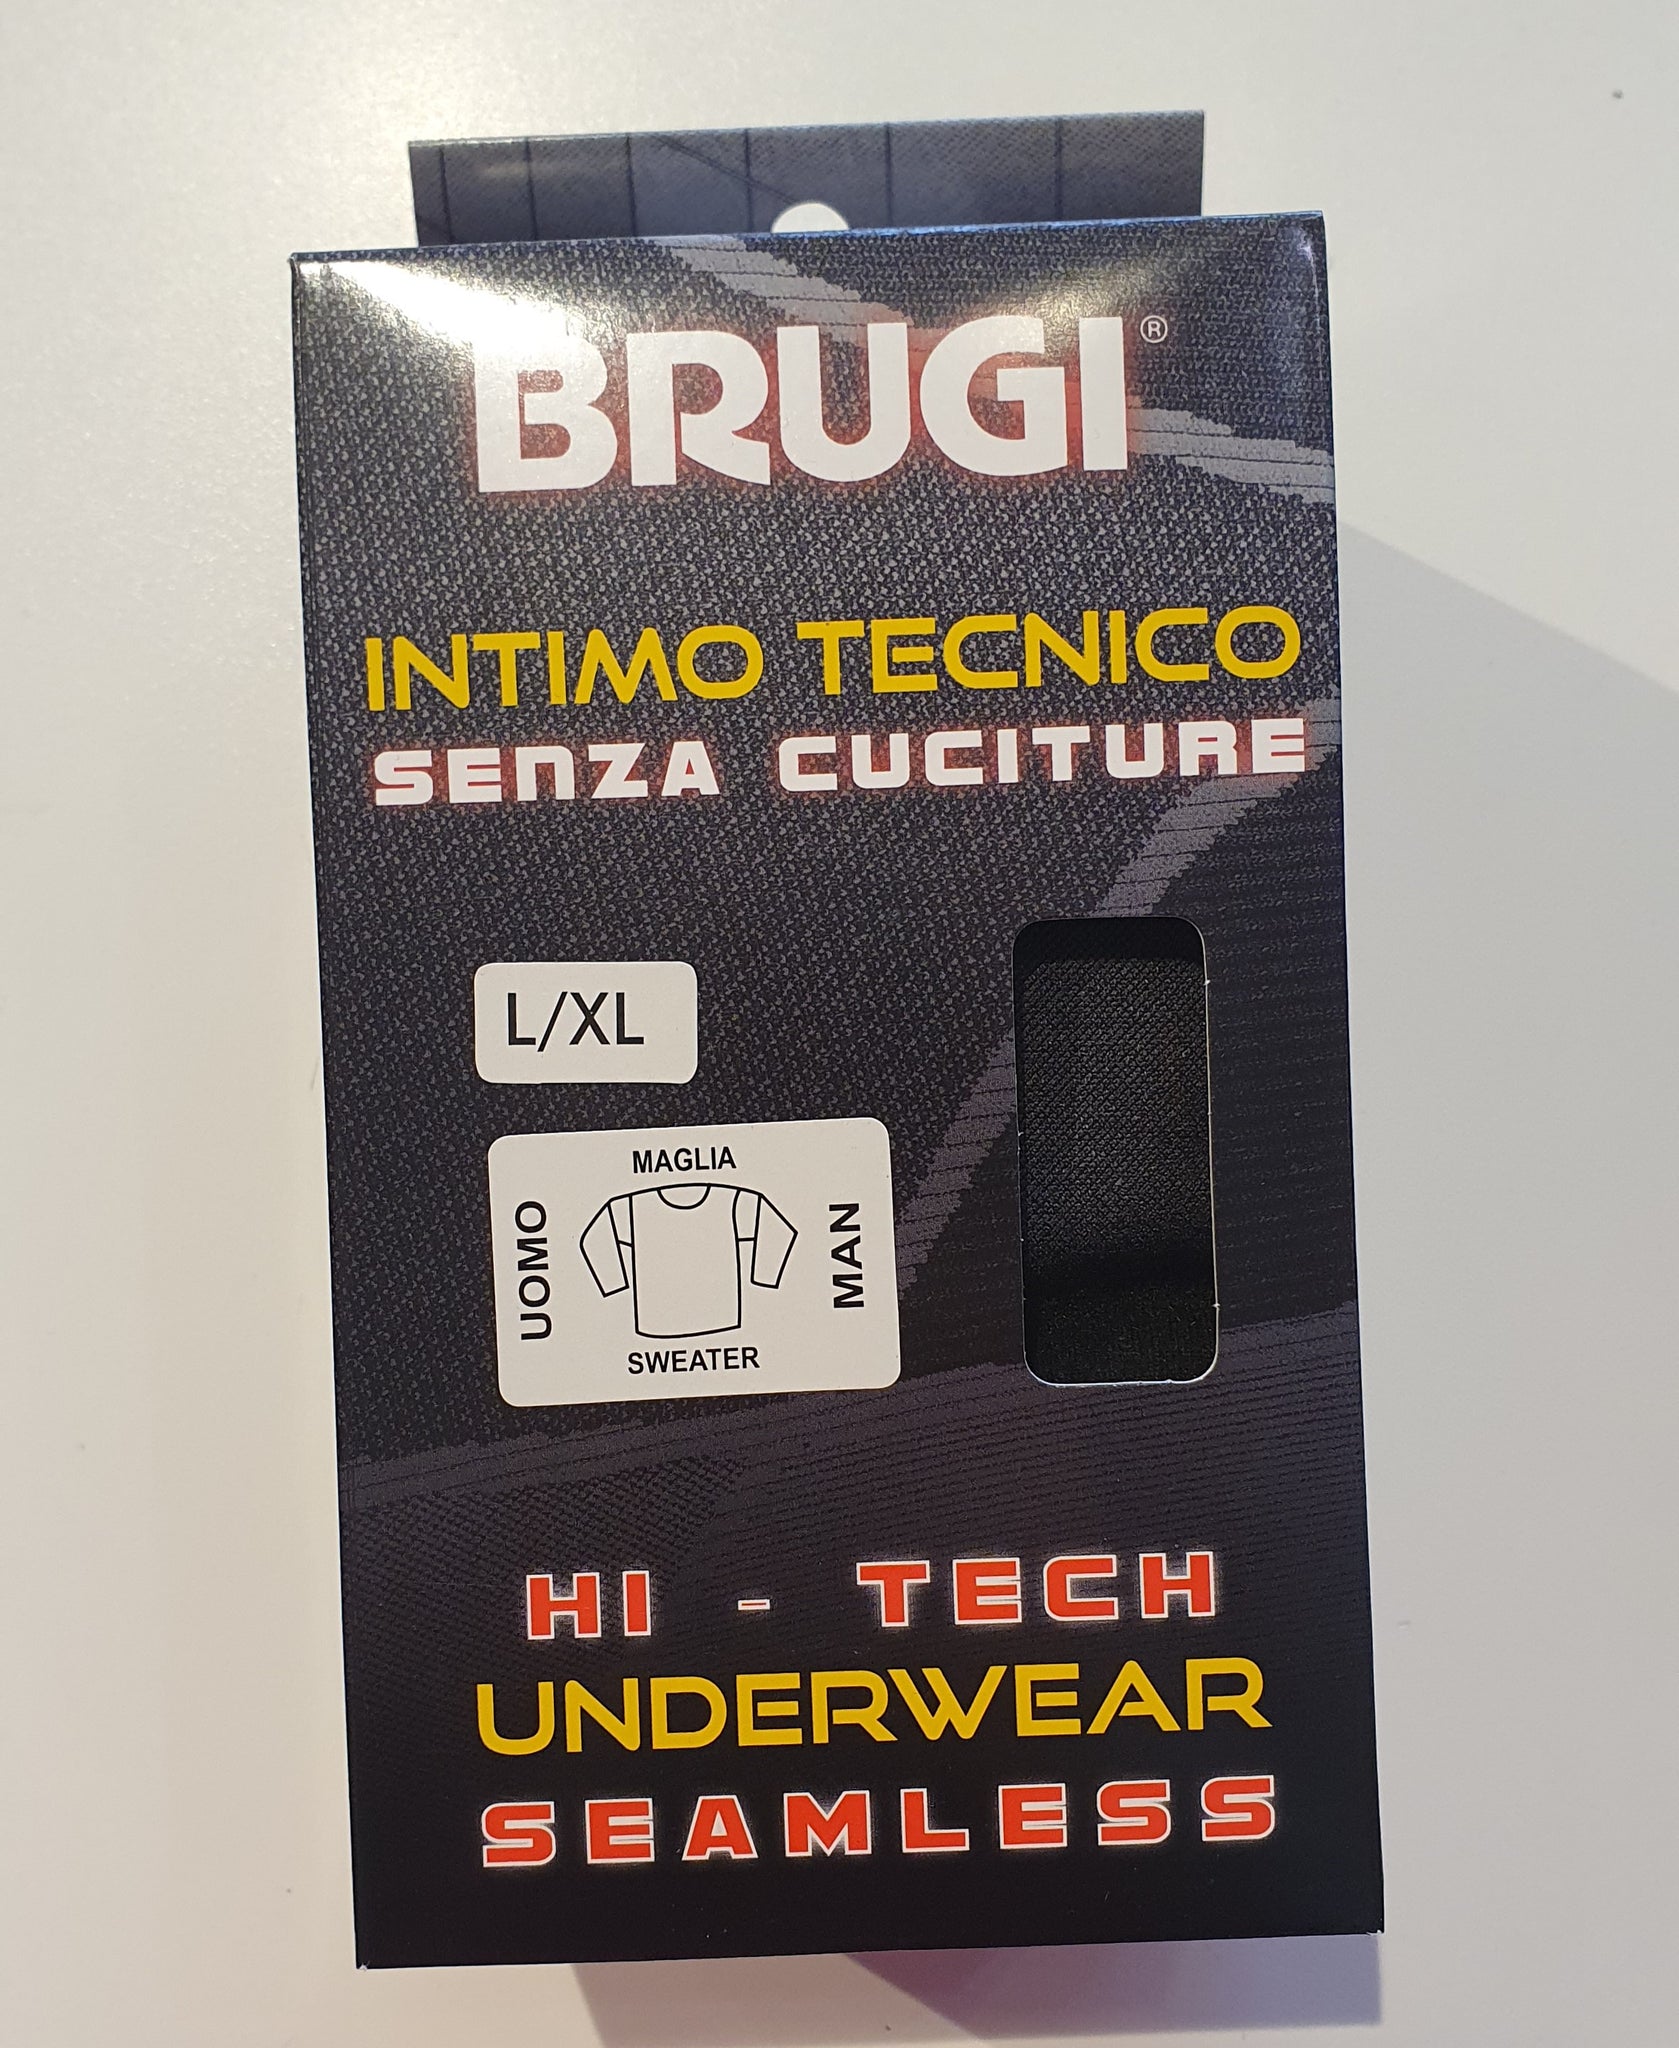 BRUGI®
INTIMO TECNICO
SENZA CUCITURE
L/XL
MAGLIA
UOMO
MAN
SWEATER
HI - TECH
UNDERWEAR
SEAMLESS